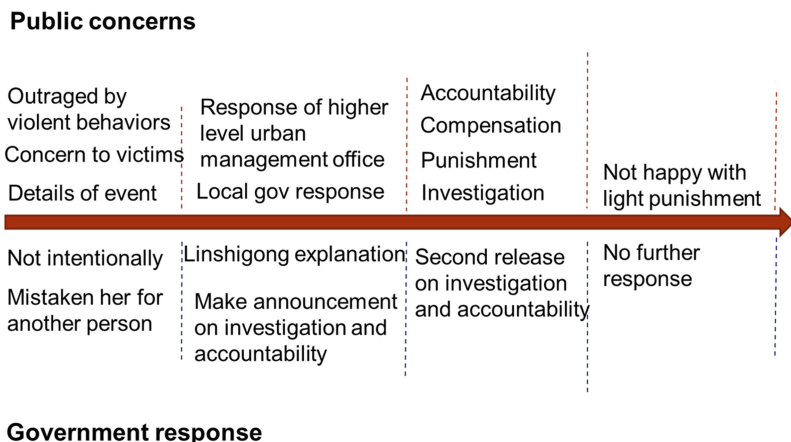 Public concerns
Outraged by
violent behaviors
Concern to victims
Details of event
Response of higher
level urban
management office
Local gov response
Accountability
Compensation
Punishment
Investigation
Not happy with
light punishment
Not intentionally
Mistaken her for
another person
Linshigong explanation
Make announcement
on investigation and
accountability
Second release
on investigation
and accountability
No further
response
Government response